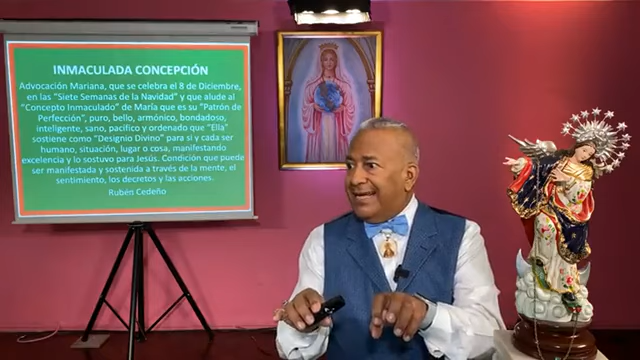 INMACULADA CONCEPCIÓN
Advocación Mariana, que se celebra el 8 de Diciembre,
en las "Siete Semanas de la Navidad" y que alude al
"Concepto Inmaculado" de María que es su "Patrón de
Perfección", puro, bello, armónico, bondadoso,
inteligente, sano, pacífico y ordenado que "Ella"
sostiene como "Designio Divino" para si y cada ser
humano, situación, lugar o cosa, manifestando
excelencia y lo sostuvo para Jesús. Condición que puede
ser manifestada y sostenida a través de la mente, el
sentimiento, los decretos y las acciones.
Rubén Cedeño